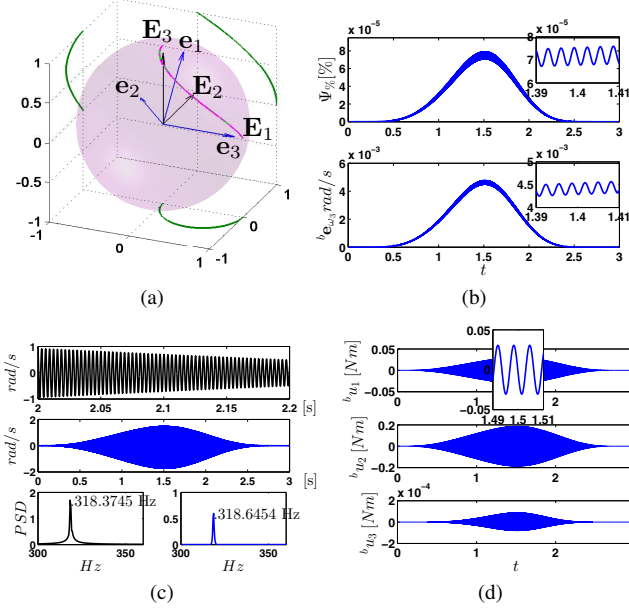 1
0.5
0
-0.5
-1
-1
0
1
-1
0
1
E3
e1
e2
E2
E1
e3
(a)
x 10^-5
8
6
4
2
0
Ψ%[%]
0 0.5 1 1.5 2 2.5 3
x 10^-5
8
7
6
1.39 1.4 1.41
x 10^-3
6
4
2
0
^b e_ω3 rad/s
0 0.5 1 1.5 2 2.5 3
t
x 10^-3
5
4.5
4
1.39 1.4 1.41
(b)
rad/s
1
0
-1
2 2.05 2.1 2.15 2.2 [s]
rad/s
2
0
-2
0 0.5 1 1.5 2 2.5 3 [s]
PSD
2
1
0
300
318.3745 Hz
Hz
1
0.5
0
300
318.6454 Hz
Hz
(c)
^b u_1 [Nm]
0.05
0
-0.05
0 2
0.05
-0.05
1.49 1.5 1.51
^b u_2 [Nm]
0.2
0
-0.2
0 1 2
x 10^-4
^b u_3 [Nm]
5
0
-5
0 1 2
t
(d)